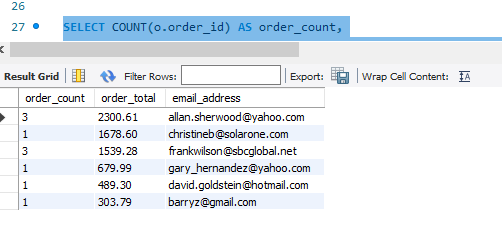 26
27 SELECT COUNT(o.order_id) AS order_count,
Result Grid Filter Rows: Export: Wrap Cell Content:
order_count order_total email_address
3 2300.61 allan.sherwood@yahoo.com
1 1678.60 christineb@solarone.com
3 1539.28 frankwilson@sbcglobal.net
1 679.99 gary_hernandez@yahoo.com
1 489.30 david.goldstein@hotmail.com
1 303.79 barryz@gmail.com